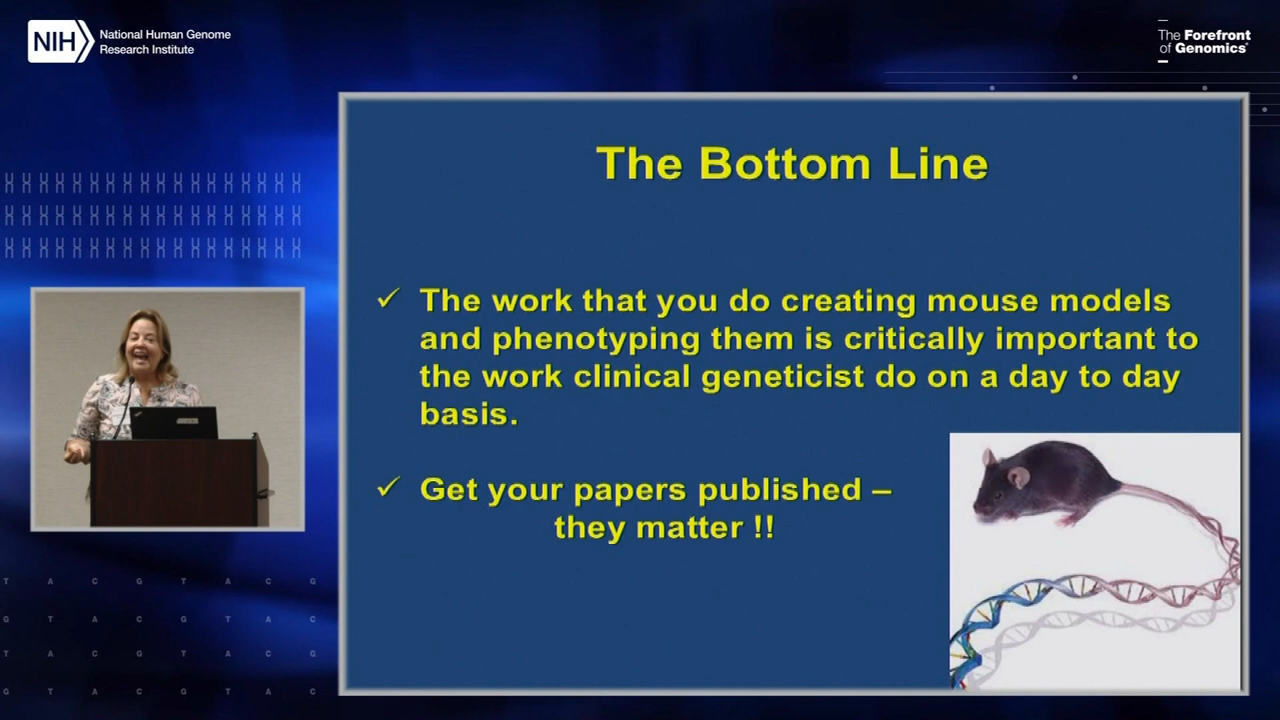 NIH
National Human Genome
Research Institute
The Forefront
of Genomics®
The Bottom Line
✓ The work that you do creating mouse models
and phenotyping them is critically important to
the work clinical geneticist do on a day to day
basis.
✓ Get your papers published –
they matter !!
T A C G T A C G
G T A C G T A C
T A C G T A C G
G T A C G T A C